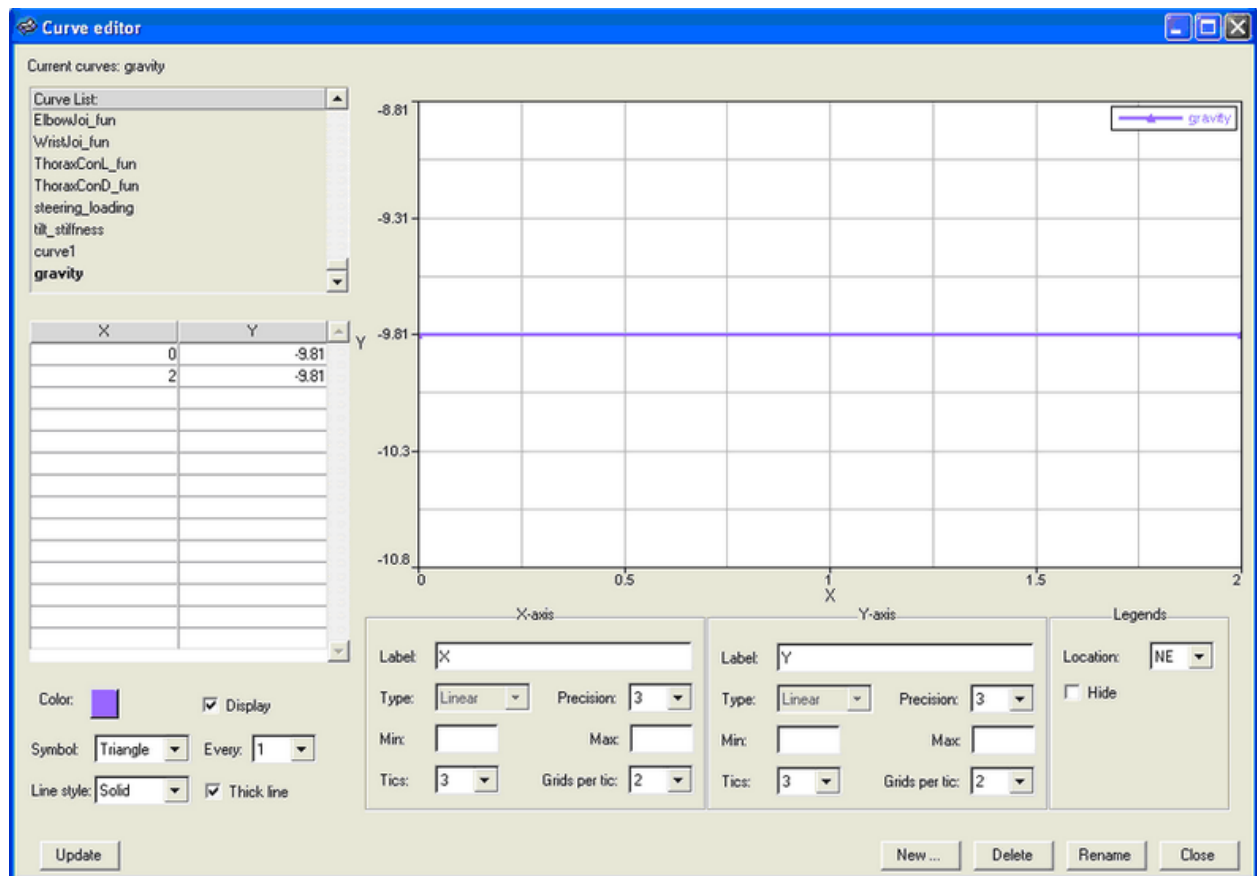 Curve editor
Current curves: gravity
Curve List:
ElbowJoi_fun
WristJoi_fun
ThoraxConL_fun
ThoraxConD_fun
steering_loading
tilt_stiffness
curve1
gravity
X Y
0 -9.81
2 -9.81
Color: Display
Symbol: Triangle Every: 1
Line style: Solid Thick line
gravity
-8.81
-9.31
Y -9.81
-10.3
-10.8
0 0.5 1 1.5 2
X
X-axis
Label: X
Type: Linear Precision: 3
Min: Max:
Tics: 3 Grids per tic: 2
Y-axis
Label: Y
Type: Linear Precision: 3
Min: Max:
Tics: 3 Grids per tic: 2
Legends
Location: NE
Hide
Update New ... Delete Rename Close